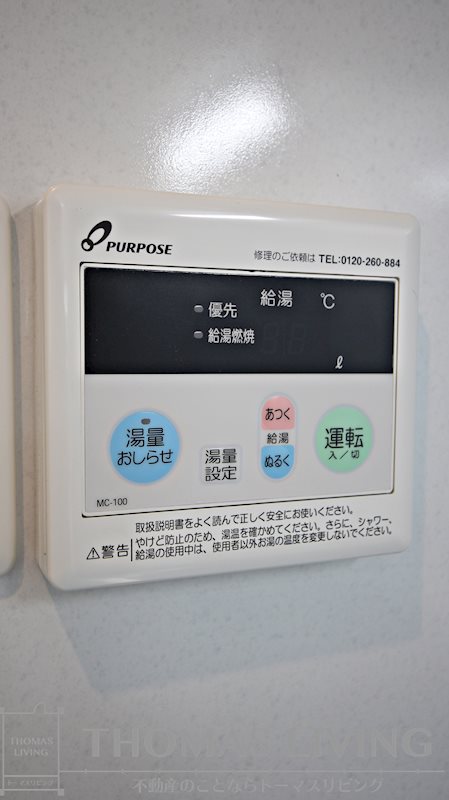 PURPOSE
修理のご依頼は TEL:0120-260-884
給湯 ℃
優先
給湯燃焼
ℓ
湯量
おしらせ
湯量
設定
あつく
給湯
ぬるく
運転
入/切
MC-100
取扱説明書をよく読んで正しく安全にお使いください。
⚠警告
やけど防止のため、湯温を確かめてください。さらに、シャワー、
給湯の使用中は、使用者以外お湯の温度を変更しないでください。
THOMA'S
LIVING
トーマスリビング
THOMA'S LIVING
不動産のことならトーマスリビング